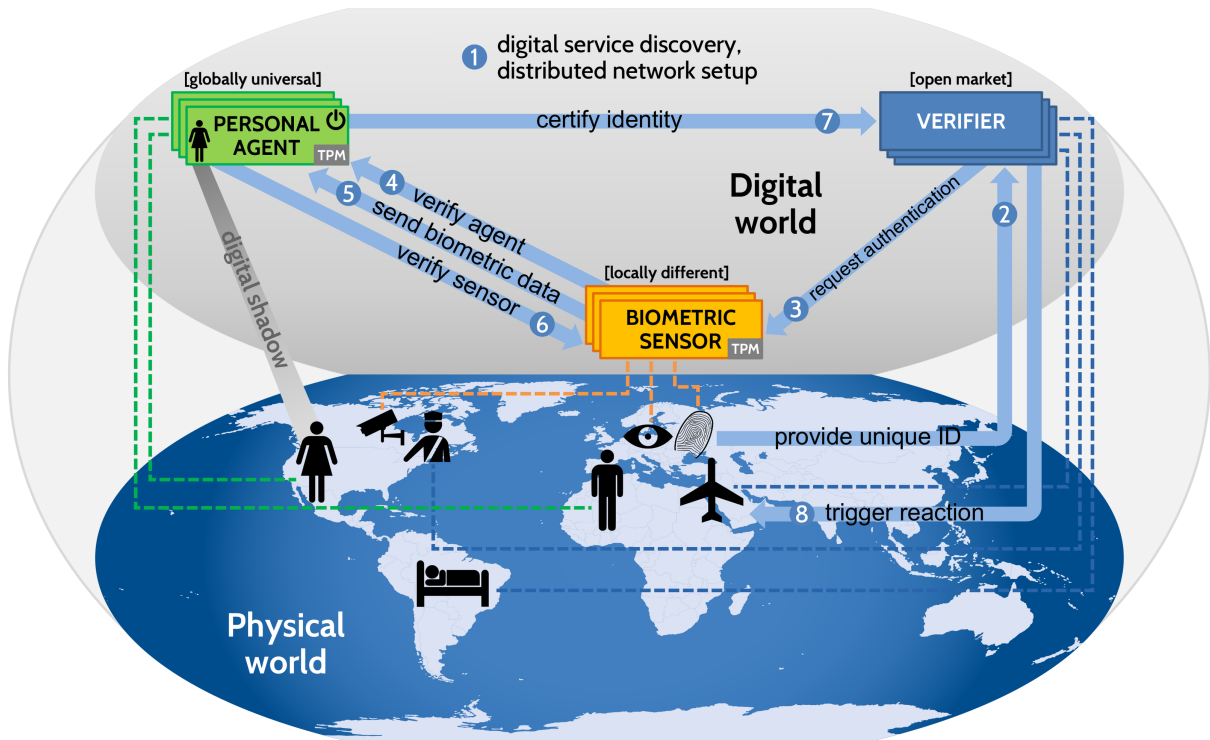 1 digital service discovery,
distributed network setup
[globally universal]
[open market]
PERSONAL
AGENT
TPM
certify identity 7
VERIFIER
4 verify agent
5 send biometric data
verify sensor 6
digital shadow
Digital
world
2
3 request authentication
[locally different]
BIOMETRIC
SENSOR
TPM
provide unique ID
8 trigger reaction
Physical
world